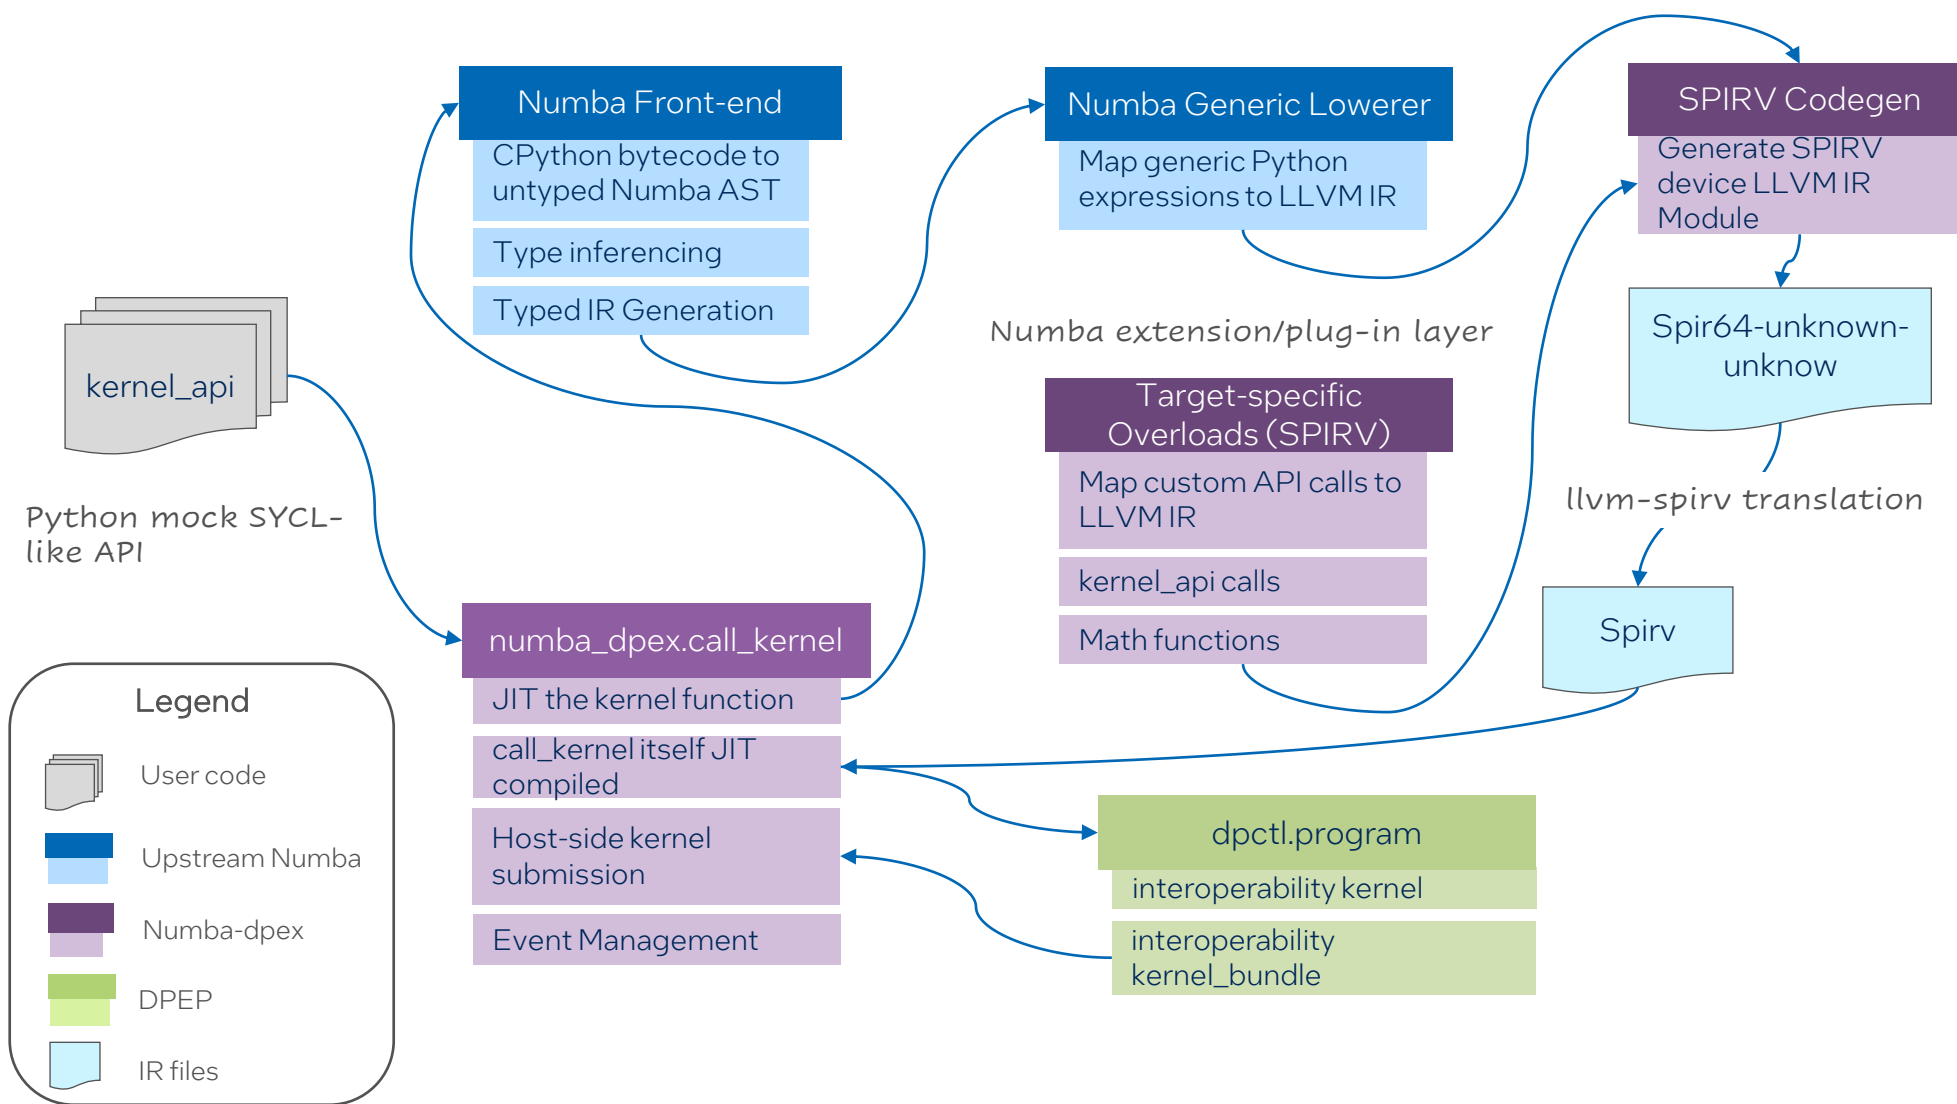 Numba Front-end
CPython bytecode to
untyped Numba AST
Type inferencing
Typed IR Generation
Numba Generic Lowerer
Map generic Python
expressions to LLVM IR
SPIRV Codegen
Generate SPIRV
device LLVM IR
Module
Spir64-unknown-
unknow
kernel_api
Python mock SYCL-
like API
Numba extension/plug-in layer
Target-specific
Overloads (SPIRV)
Map custom API calls to
LLVM IR
kernel_api calls
Math functions
llvm-spirv translation
Spirv
numba_dpex.call_kernel
JIT the kernel function
call_kernel itself JIT
compiled
Host-side kernel
submission
Event Management
dpctl.program
interoperability kernel
interoperability
kernel_bundle
Legend
User code
Upstream Numba
Numba-dpex
DPEP
IR files